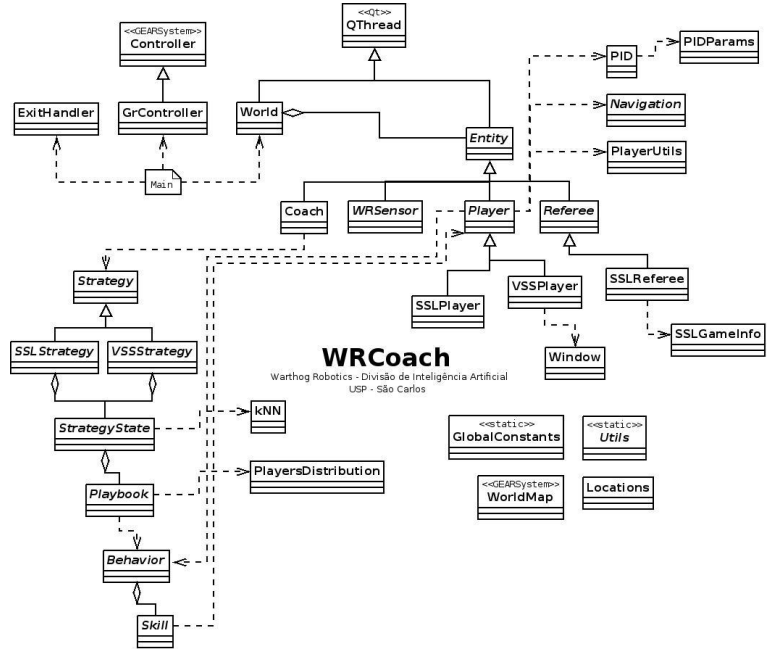 <<Qt>>
QThread
<<GEARSystem>>
Controller
PID
PIDParams
ExitHandler
GrController
World
Navigation
Entity
PlayerUtils
Main
Coach
WRSensor
Player
Referee
Strategy
SSLPlayer
VSSPlayer
SSLReferee
SSLStrategy
VSSStrategy
SSLGameInfo
WRCoach
Warthog Robotics - Divisão de Inteligência Artificial
USP - São Carlos
Window
StrategyState
kNN
<<static>>
GlobalConstants
<<static>>
Utils
Playbook
PlayersDistribution
<<GEARSystem>>
WorldMap
Locations
Behavior
Skill